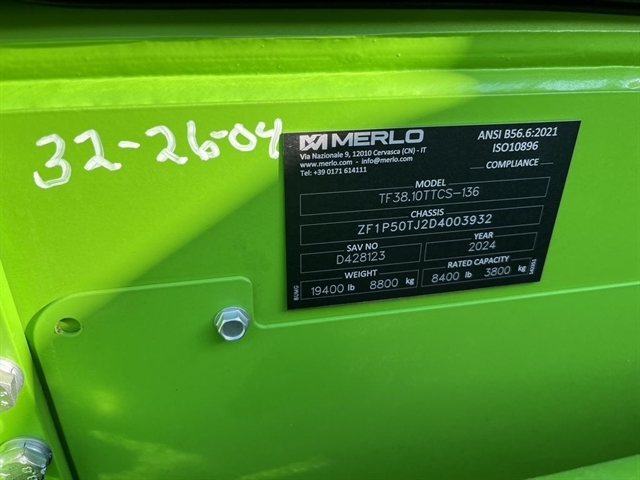 32-26-04
MERLO
Via Nazionale 9, 12010 Cervasca (CN) - IT
www.merlo.com - info@merlo.com
Tel: +39 0171 614111
ANSI B56.6:2021
ISO10896
COMPLIANCE
MODEL
TF38.10TTCS-136
CHASSIS
ZF1P50TJ2D4003932
SAV NO
D428123
YEAR
2024
WEIGHT
19400 lb 8800 kg
RATED CAPACITY
8400 lb 3800 kg